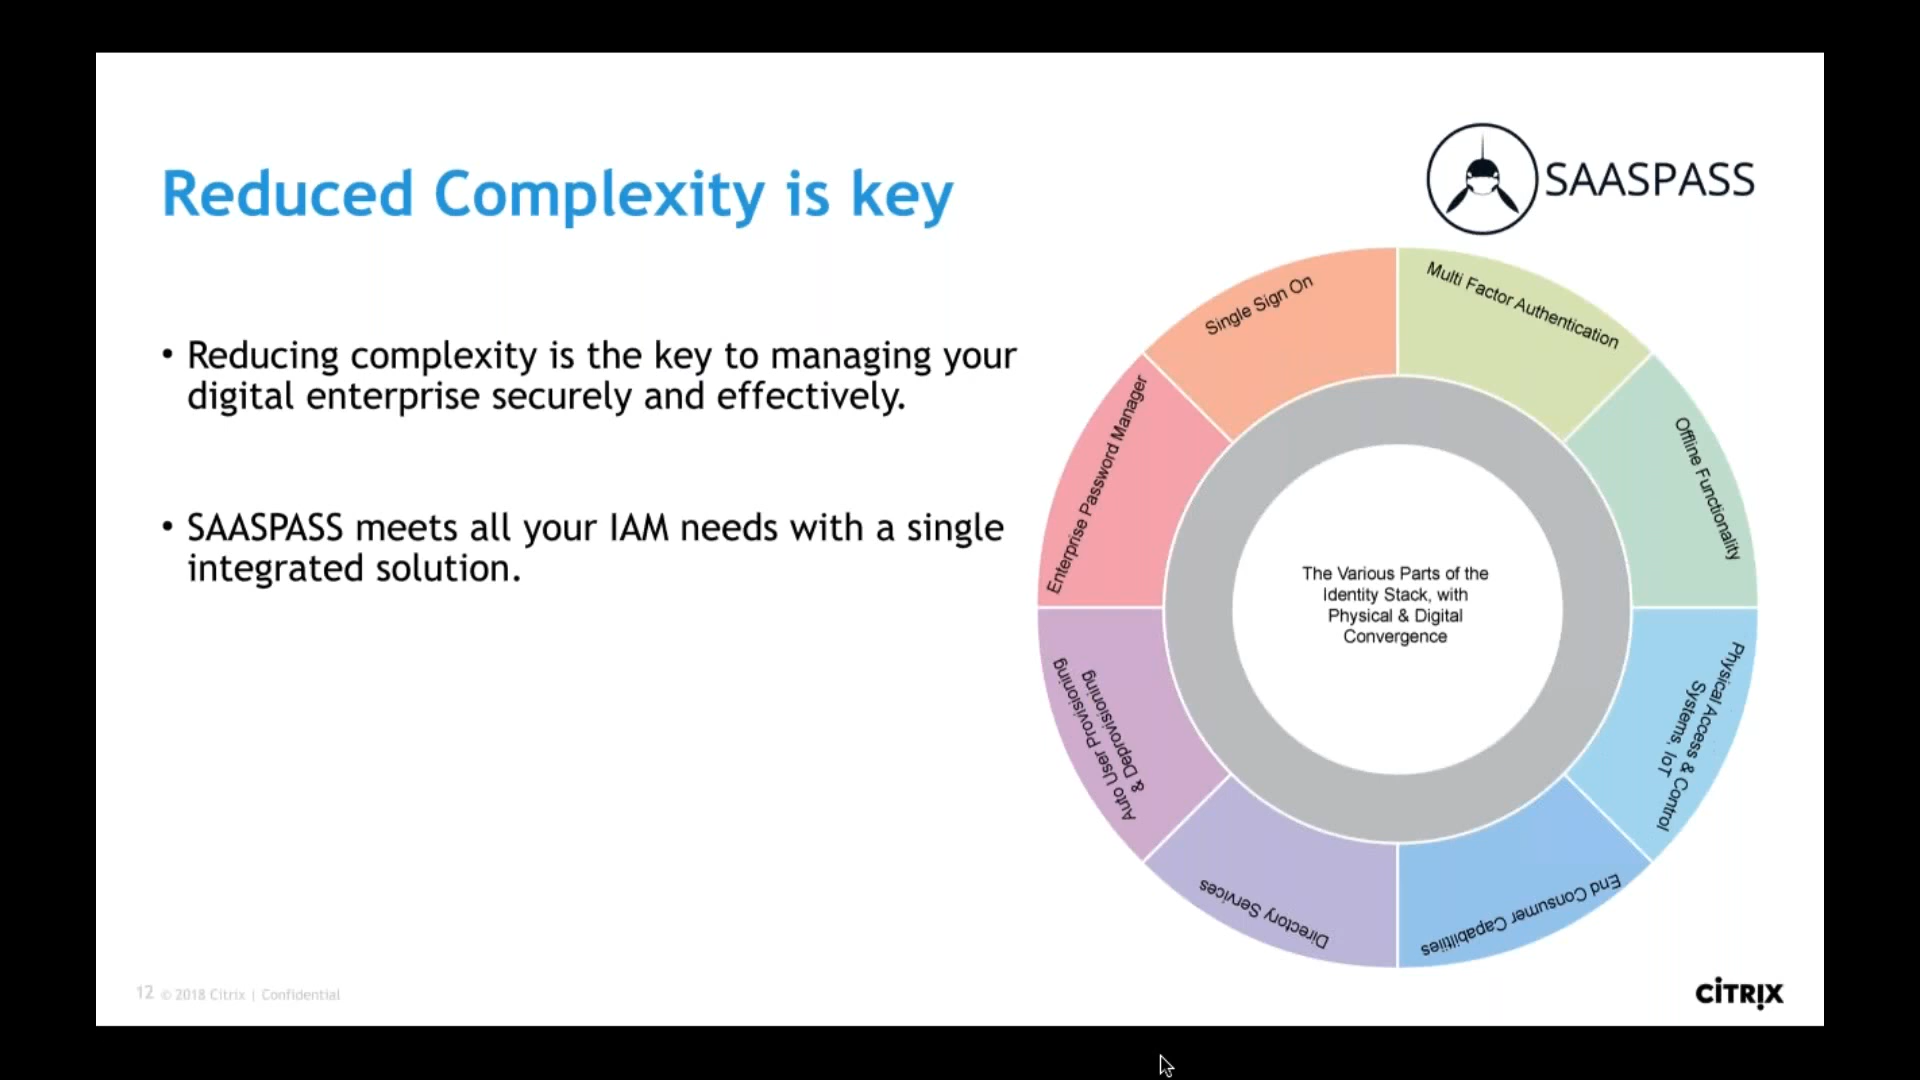 Reduced Complexity is key
SAASPASS
• Reducing complexity is the key to managing your
digital enterprise securely and effectively.
• SAASPASS meets all your IAM needs with a single
integrated solution.
Single Sign On
Multi Factor Authentication
Offline Functionality
Physical Access & Control
Systems, IoT
End Consumer Capabiltiies
Directory Services
Auto User Provisioning
& Deprovisioning
Enterprise Password Manager
The Various Parts of the
Identity Stack, with
Physical & Digital
Convergence
12 © 2018 Citrix | Confidential
CITRIX